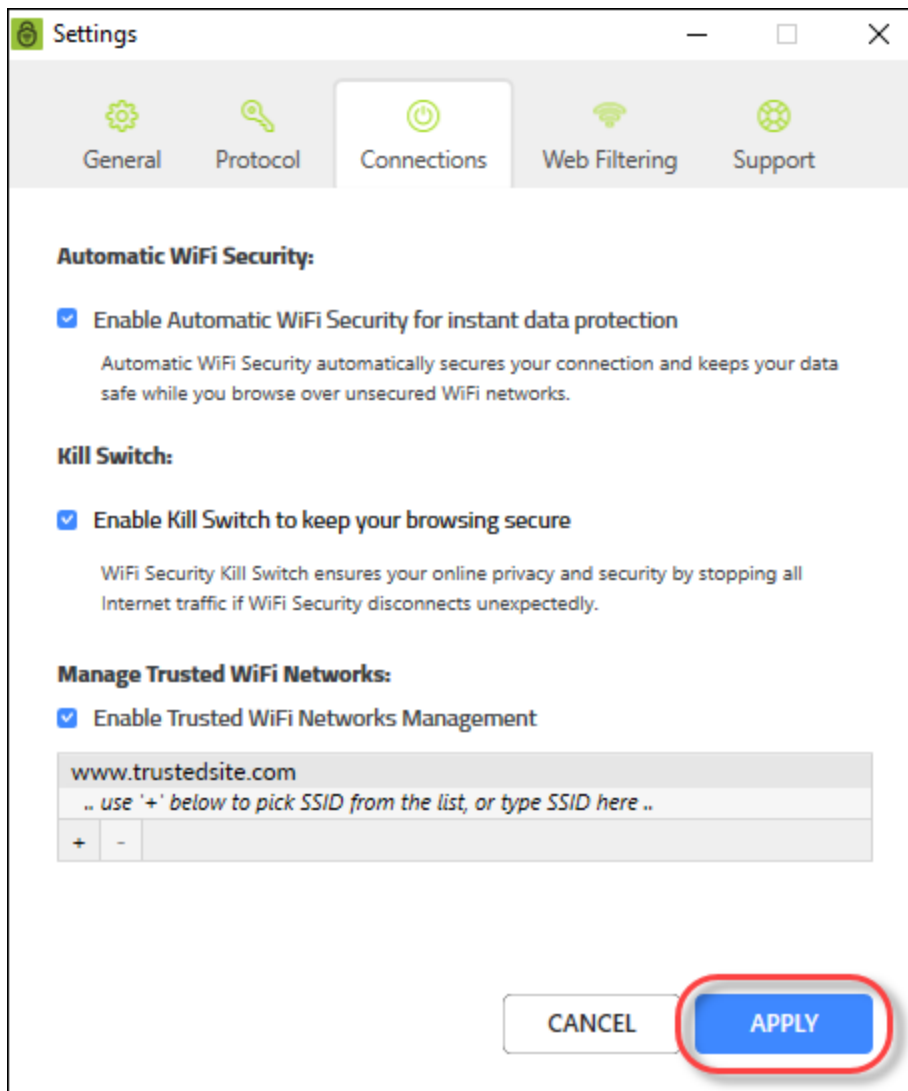 Settings
General Protocol Connections Web Filtering Support
Automatic WiFi Security:
Enable Automatic WiFi Security for instant data protection
Automatic WiFi Security automatically secures your connection and keeps your data
safe while you browse over unsecured WiFi networks.
Kill Switch:
Enable Kill Switch to keep your browsing secure
WiFi Security Kill Switch ensures your online privacy and security by stopping all
Internet traffic if WiFi Security disconnects unexpectedly.
Manage Trusted WiFi Networks:
Enable Trusted WiFi Networks Management
www.trustedsite.com
.. use '+' below to pick SSID from the list, or type SSID here ..
+ -
CANCEL APPLY